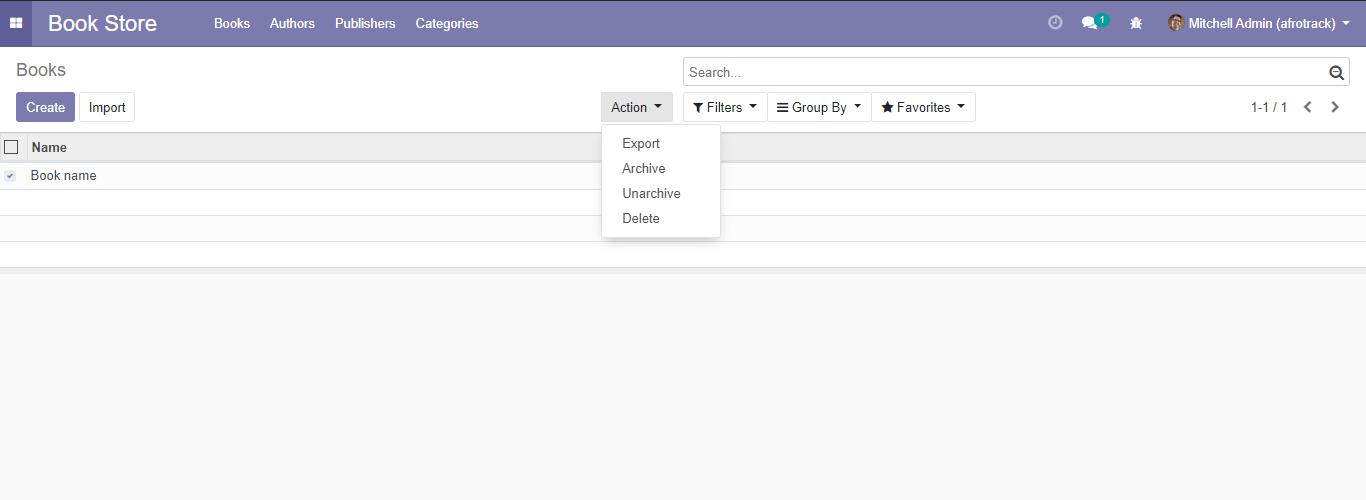 Book Store Books Authors Publishers Categories 1 Mitchell Admin (afrotrack)
Books
Search...
Create Import Action Filters Group By Favorites 1-1 / 1
Name
Book name
Export
Archive
Unarchive
Delete